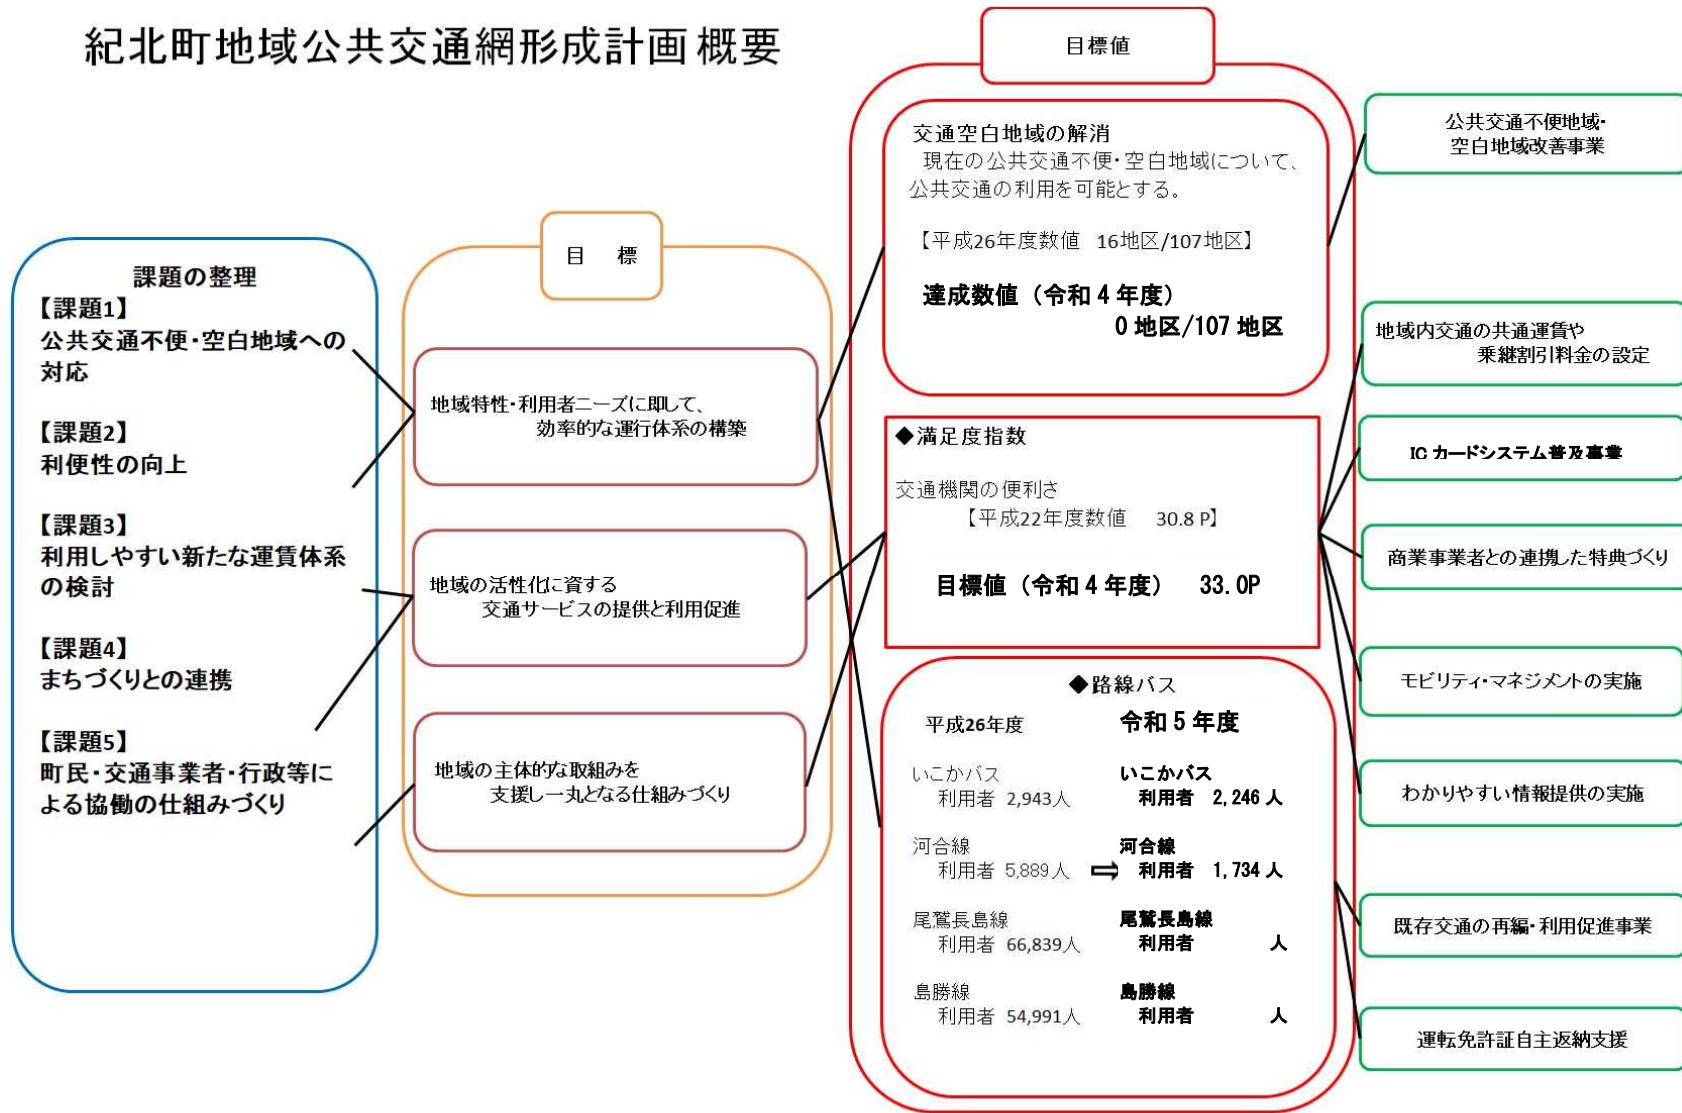 紀北町地域公共交通網形成計画 概要
課題の整理
【課題1】
公共交通不便・空白地域への
対応
【課題2】
利便性の向上
【課題3】
利用しやすい新たな運賃体系
の検討
【課題4】
まちづくりとの連携
【課題5】
町民・交通事業者・行政等に
よる協働の仕組みづくり
目 標
地域特性・利用者ニーズに即して、
効率的な運行体系の構築
地域の活性化に資する
交通サービスの提供と利用促進
地域の主体的な取組みを
支援し一丸となる仕組みづくり
目標値
交通空白地域の解消
現在の公共交通不便・空白地域について、
公共交通の利用を可能とする。
【平成26年度数値 16地区/107地区】
達成数値（令和４年度）
0 地区/107 地区
◆満足度指数
交通機関の便利さ
【平成22年度数値 30.8 P】
目標値（令和４年度） 33.0P
◆路線バス
平成26年度 令和５年度
いこかバス いこかバス
利用者 2,943人 利用者 2,246 人
河合線 河合線
利用者 5,889人 ⇨ 利用者 1,734 人
尾鷲長島線 尾鷲長島線
利用者 66,839人 利用者 人
島勝線 島勝線
利用者 54,991人 利用者 人
公共交通不便地域・
空白地域改善事業
地域内交通の共通運賃や
乗継割引料金の設定
IC カードシステム普及事業
商業事業者との連携した特典づくり
モビリティ・マネジメントの実施
わかりやすい情報提供の実施
既存交通の再編・利用促進事業
運転免許証自主返納支援